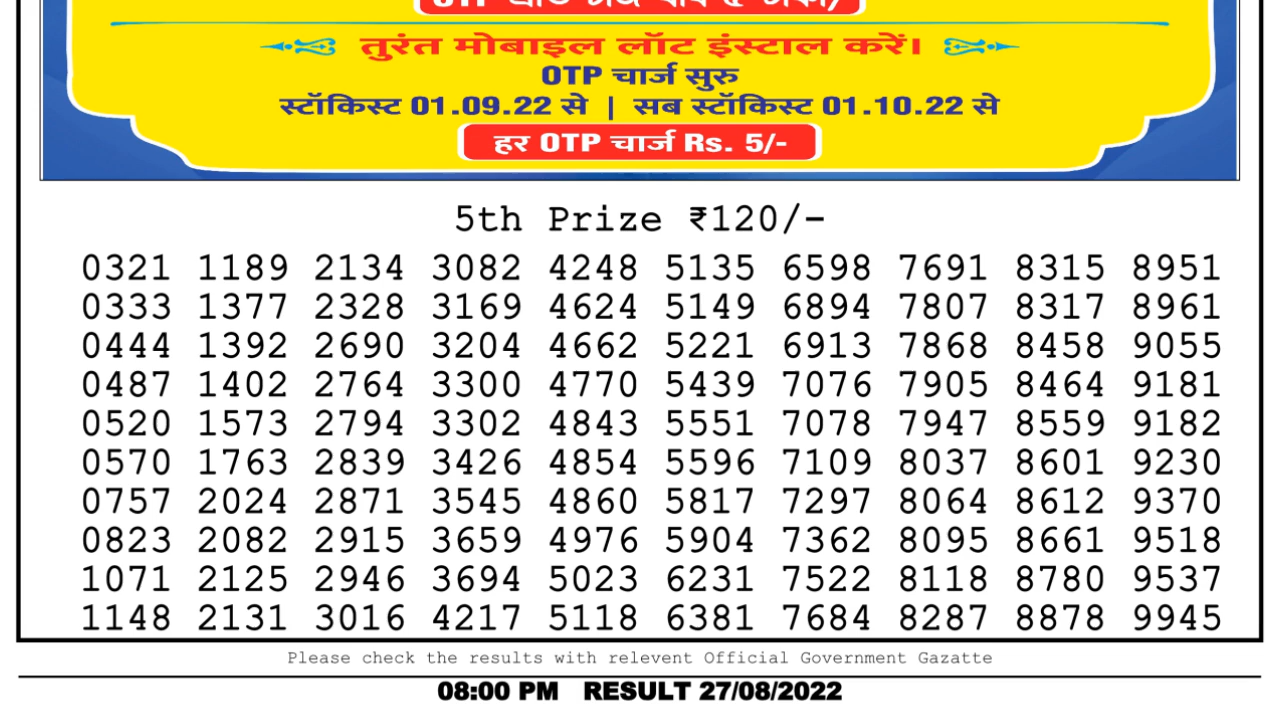 OTP
तुरंत मोबाइल लॉट इंस्टाल करें।
OTP चार्ज सुरु
स्टॉकिस्ट 01.09.22 से | सब स्टॉकिस्ट 01.10.22 से
हर OTP चार्ज Rs. 5/-
5th Prize ₹120/-
0321 1189 2134 3082 4248 5135 6598 7691 8315 8951
0333 1377 2328 3169 4624 5149 6894 7807 8317 8961
0444 1392 2690 3204 4662 5221 6913 7868 8458 9055
0487 1402 2764 3300 4770 5439 7076 7905 8464 9181
0520 1573 2794 3302 4843 5551 7078 7947 8559 9182
0570 1763 2839 3426 4854 5596 7109 8037 8601 9230
0757 2024 2871 3545 4860 5817 7297 8064 8612 9370
0823 2082 2915 3659 4976 5904 7362 8095 8661 9518
1071 2125 2946 3694 5023 6231 7522 8118 8780 9537
1148 2131 3016 4217 5118 6381 7684 8287 8878 9945
Please check the results with relevent Official Government Gazatte
08:00 PM RESULT 27/08/2022